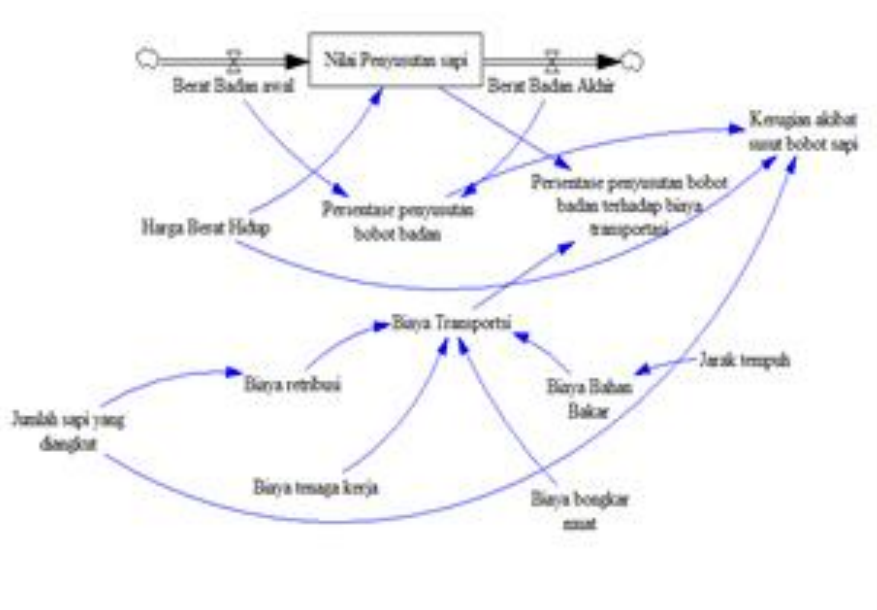 Nilai Penyusutan sapi
Berat Badan awal
Berat Badan Akhir
Kerugian akibat
susut bobot sapi
Persentase penyusutan
bobot badan
Persentase penyusutan bobot
badan terhadap biaya
transportasi
Harga Berat Hidup
Biaya Transportsi
Biaya retribusi
Biaya Bahan
Bakar
Jarak tempuh
Jumlah sapi yang
diangkut
Biaya tenaga kerja
Biaya bongkar
muat